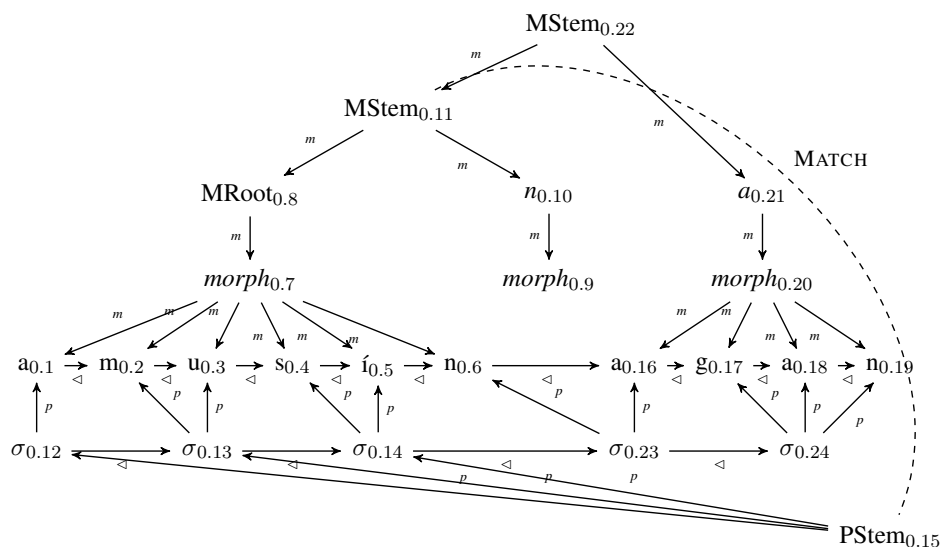 MStem0.22
m
MStem0.11
m m m
MATCH
MRoot0.8 n0.10 a0.21
m m m
morph0.7 morph0.9 morph0.20
m m m m m m m m m m
a0.1 m0.2 u0.3 s0.4 í0.5 n0.6 a0.16 g0.17 a0.18 n0.19
◁ ◁ ◁ ◁ ◁ ◁ ◁ ◁ ◁
p p p p p p p p p p
σ0.12 σ0.13 σ0.14 σ0.23 σ0.24
◁ ◁ ◁ ◁
p p p
PStem0.15